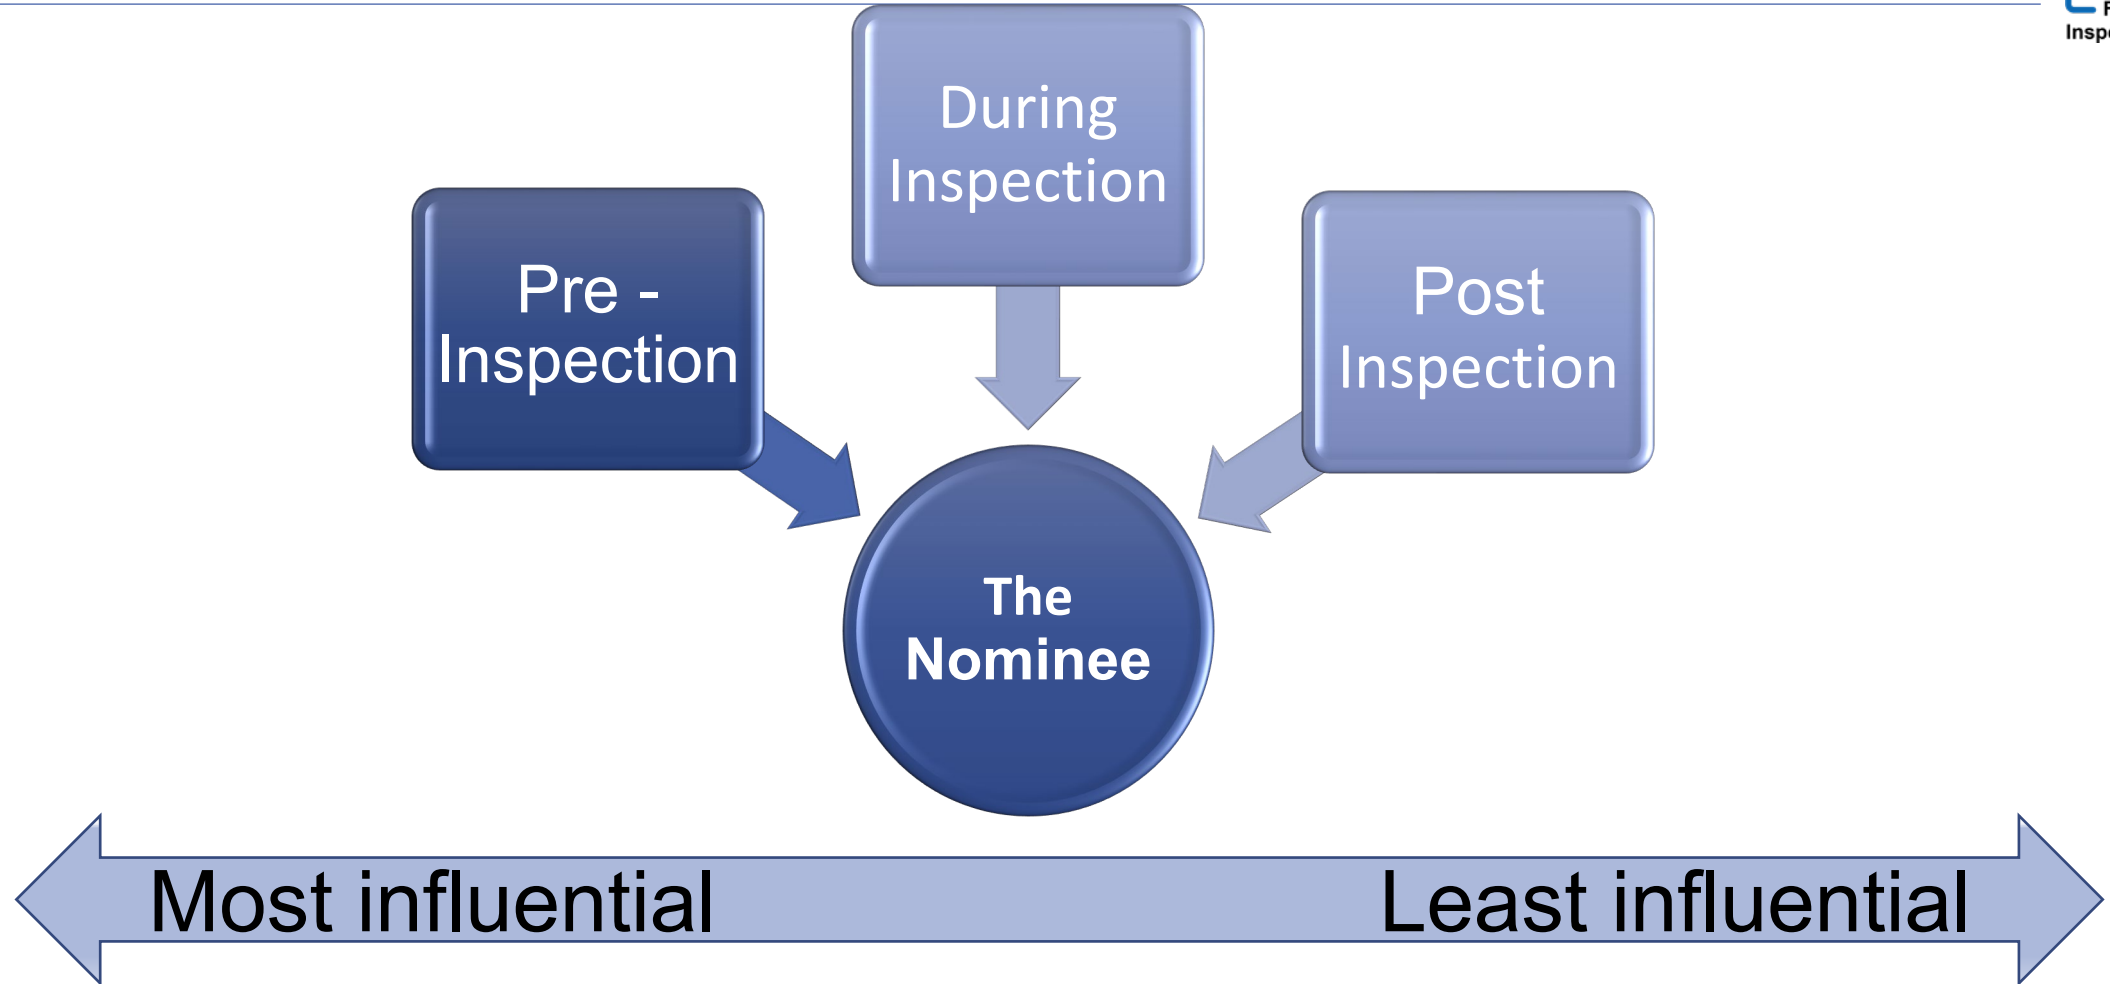 During
Inspection
Pre -
Inspection
Post
Inspection
The
Nominee
Most influential
Least influential